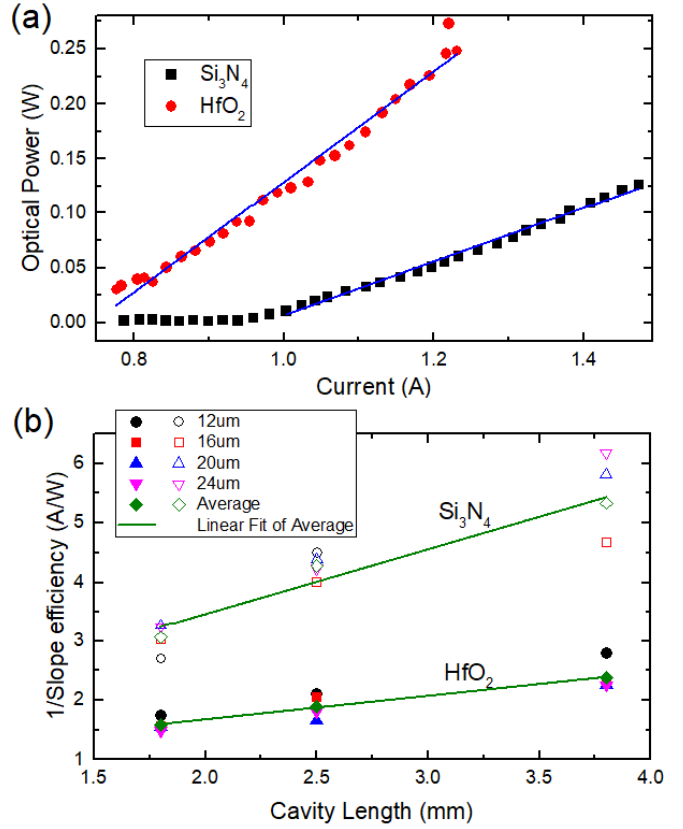 (a)
0.25
0.20
0.15
0.10
0.05
0.00
Optical Power (W)
Si₃N₄
HfO₂
0.8 1.0 1.2 1.4
Current (A)
(b)
12um
16um
20um
24um
Average
Linear Fit of Average
6
5
4
3
2
1
1/Slope efficiency (A/W)
Si₃N₄
HfO₂
1.5 2.0 2.5 3.0 3.5 4.0
Cavity Length (mm)